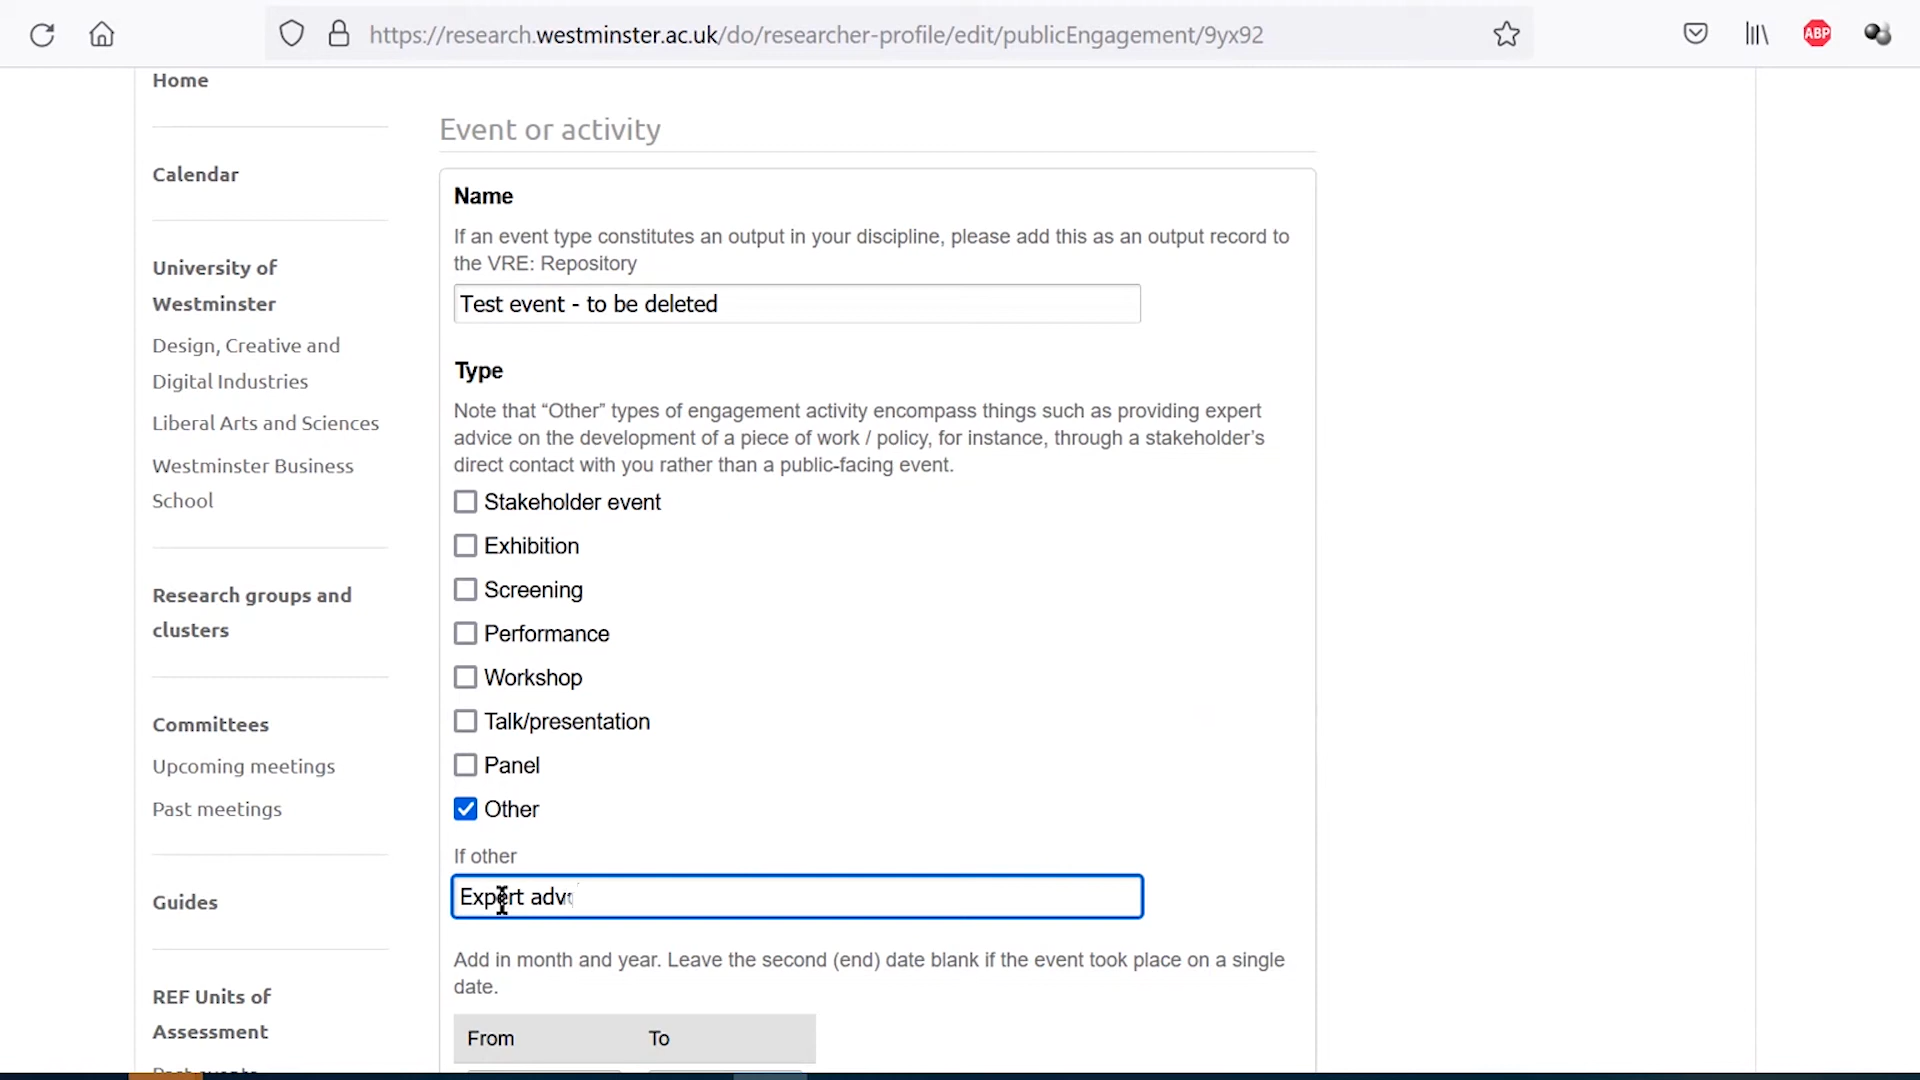 https://research.westminster.ac.uk/do/researcher-profile/edit/publicEngagement/9yx92
ABP
Home
Calendar
University of
Westminster
Design, Creative and
Digital Industries
Liberal Arts and Sciences
Westminster Business
School
Research groups and
clusters
Committees
Upcoming meetings
Past meetings
Guides
REF Units of
Assessment
Past events
Event or activity
Name
If an event type constitutes an output in your discipline, please add this as an output record to
the VRE: Repository
Test event - to be deleted
Type
Note that “Other” types of engagement activity encompass things such as providing expert
advice on the development of a piece of work / policy, for instance, through a stakeholder’s
direct contact with you rather than a public-facing event.
Stakeholder event
Exhibition
Screening
Performance
Workshop
Talk/presentation
Panel
Other
If other
Expert adv
Add in month and year. Leave the second (end) date blank if the event took place on a single
date.
From To